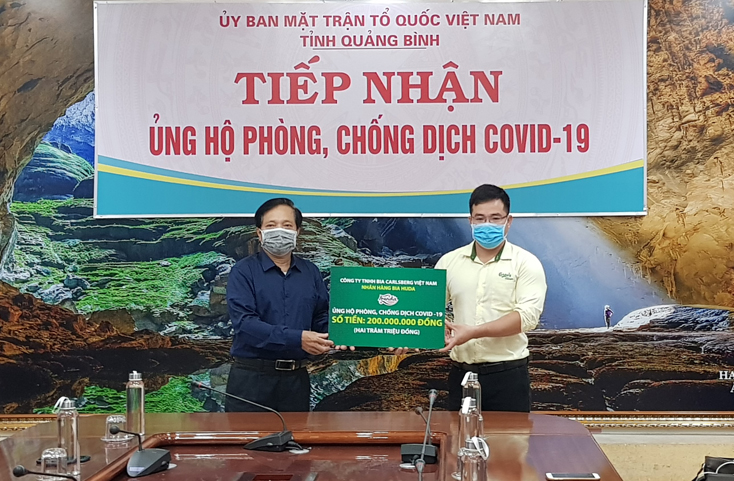 ỦY BAN MẶT TRẬN TỔ QUỐC VIỆT NAM
TỈNH QUẢNG BÌNH
TIẾP NHẬN
ỦNG HỘ PHÒNG, CHỐNG DỊCH COVID-19
CÔNG TY TNHH BIA CARLSBERG VIỆT NAM
NHÃN HÀNG BIA HUDA
ỦNG HỘ PHÒNG, CHỐNG DỊCH COVID -19
SỐ TIỀN: 200.000.000 ĐỒNG
(HAI TRĂM TRIỆU ĐỒNG)
HA